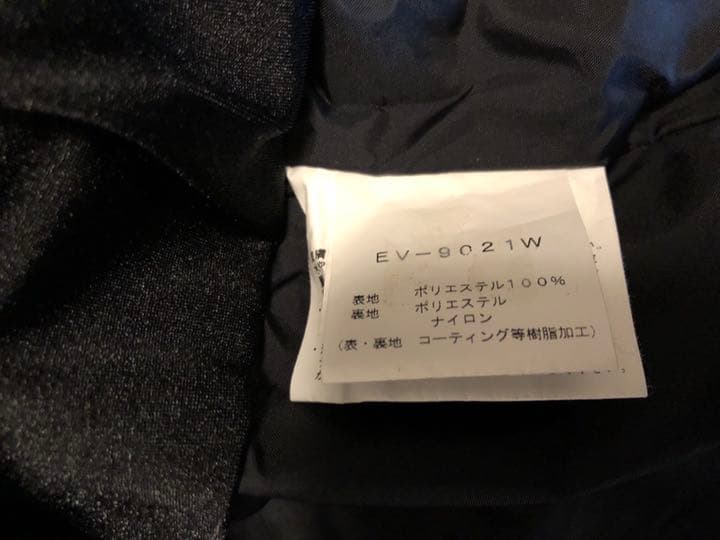 EV－9021W
表地　ポリエステル100％
裏地　ポリエステル
ナイロン
（表・裏地　コーティング等樹脂加工）